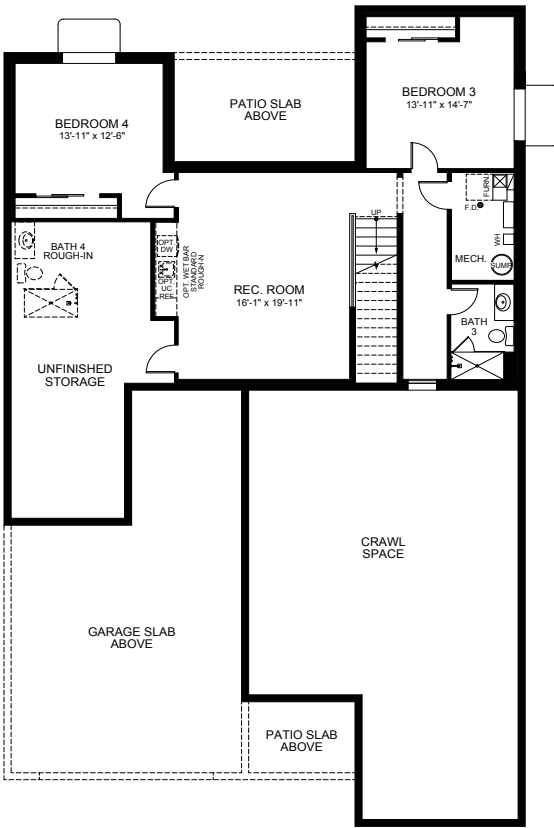 BEDROOM 3
13'-11" x 14'-7"
PATIO SLAB
ABOVE
BEDROOM 4
13'-11" x 12'-6"
FURN.
F.D.
UP
BATH 4
ROUGH-IN
OPT.
DW
OPT.
UC
REF.
OPT. WET BAR
STANDARD
ROUGH-IN
WH
MECH.
SUMP
REC. ROOM
16'-1" x 19'-11"
BATH
3
UNFINISHED
STORAGE
CRAWL
SPACE
GARAGE SLAB
ABOVE
PATIO SLAB
ABOVE